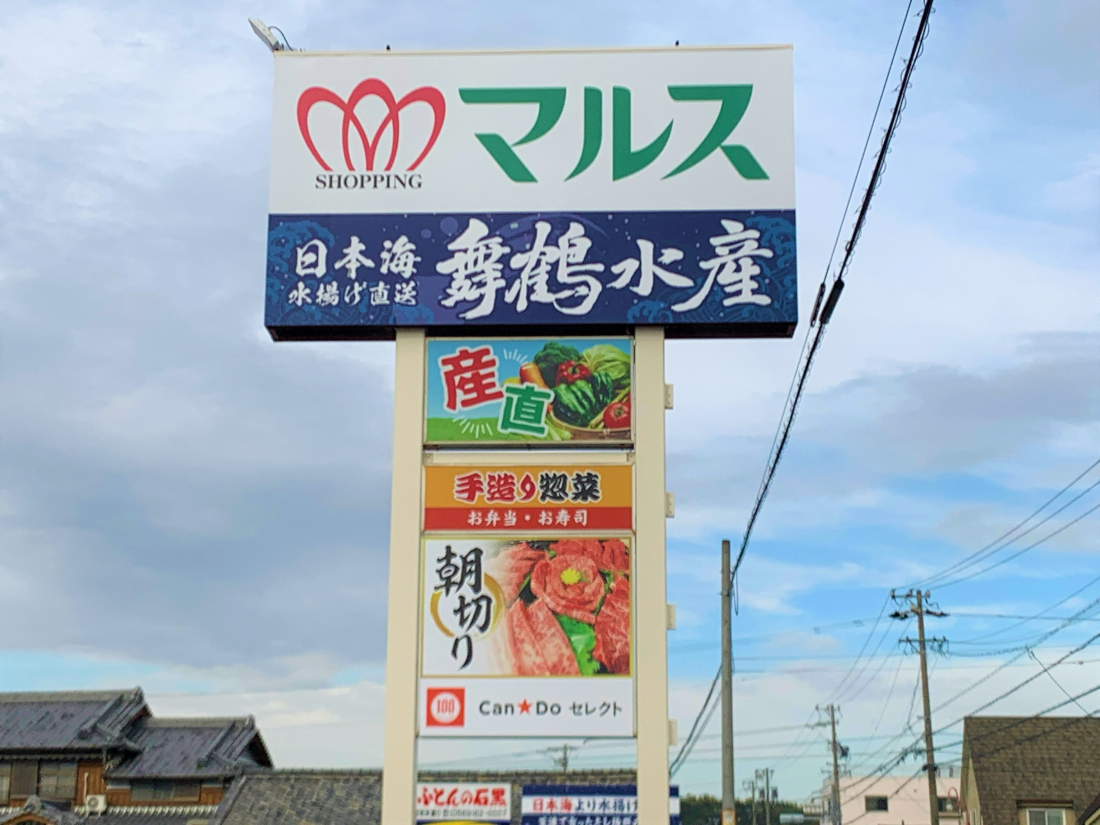 マルス
SHOPPING
日本海
水揚げ直送
舞鶴水産
産直
手造り惣菜
お弁当・お寿司
朝切り
100
Can★Do セレクト
ふとんの石黒
日本海より水揚げ